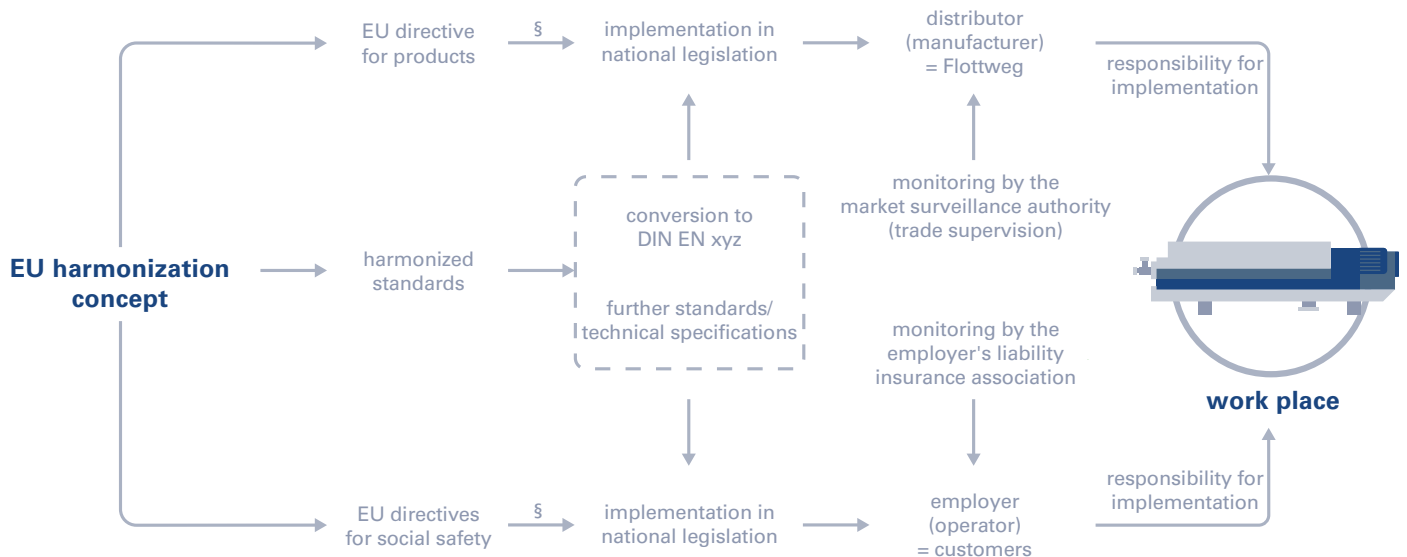 EU directive
for products
§
implementation in
national legislation
distributor
(manufacturer)
= Flottweg
responsibility for
implementation
EU harmonization
concept
harmonized
standards
conversion to
DIN EN xyz
further standards/
technical specifications
monitoring by the
market surveillance authority
(trade supervision)
monitoring by the
employer's liability
insurance association
work place
EU directives
for social safety
§
implementation in
national legislation
employer
(operator)
= customers
responsibility for
implementation